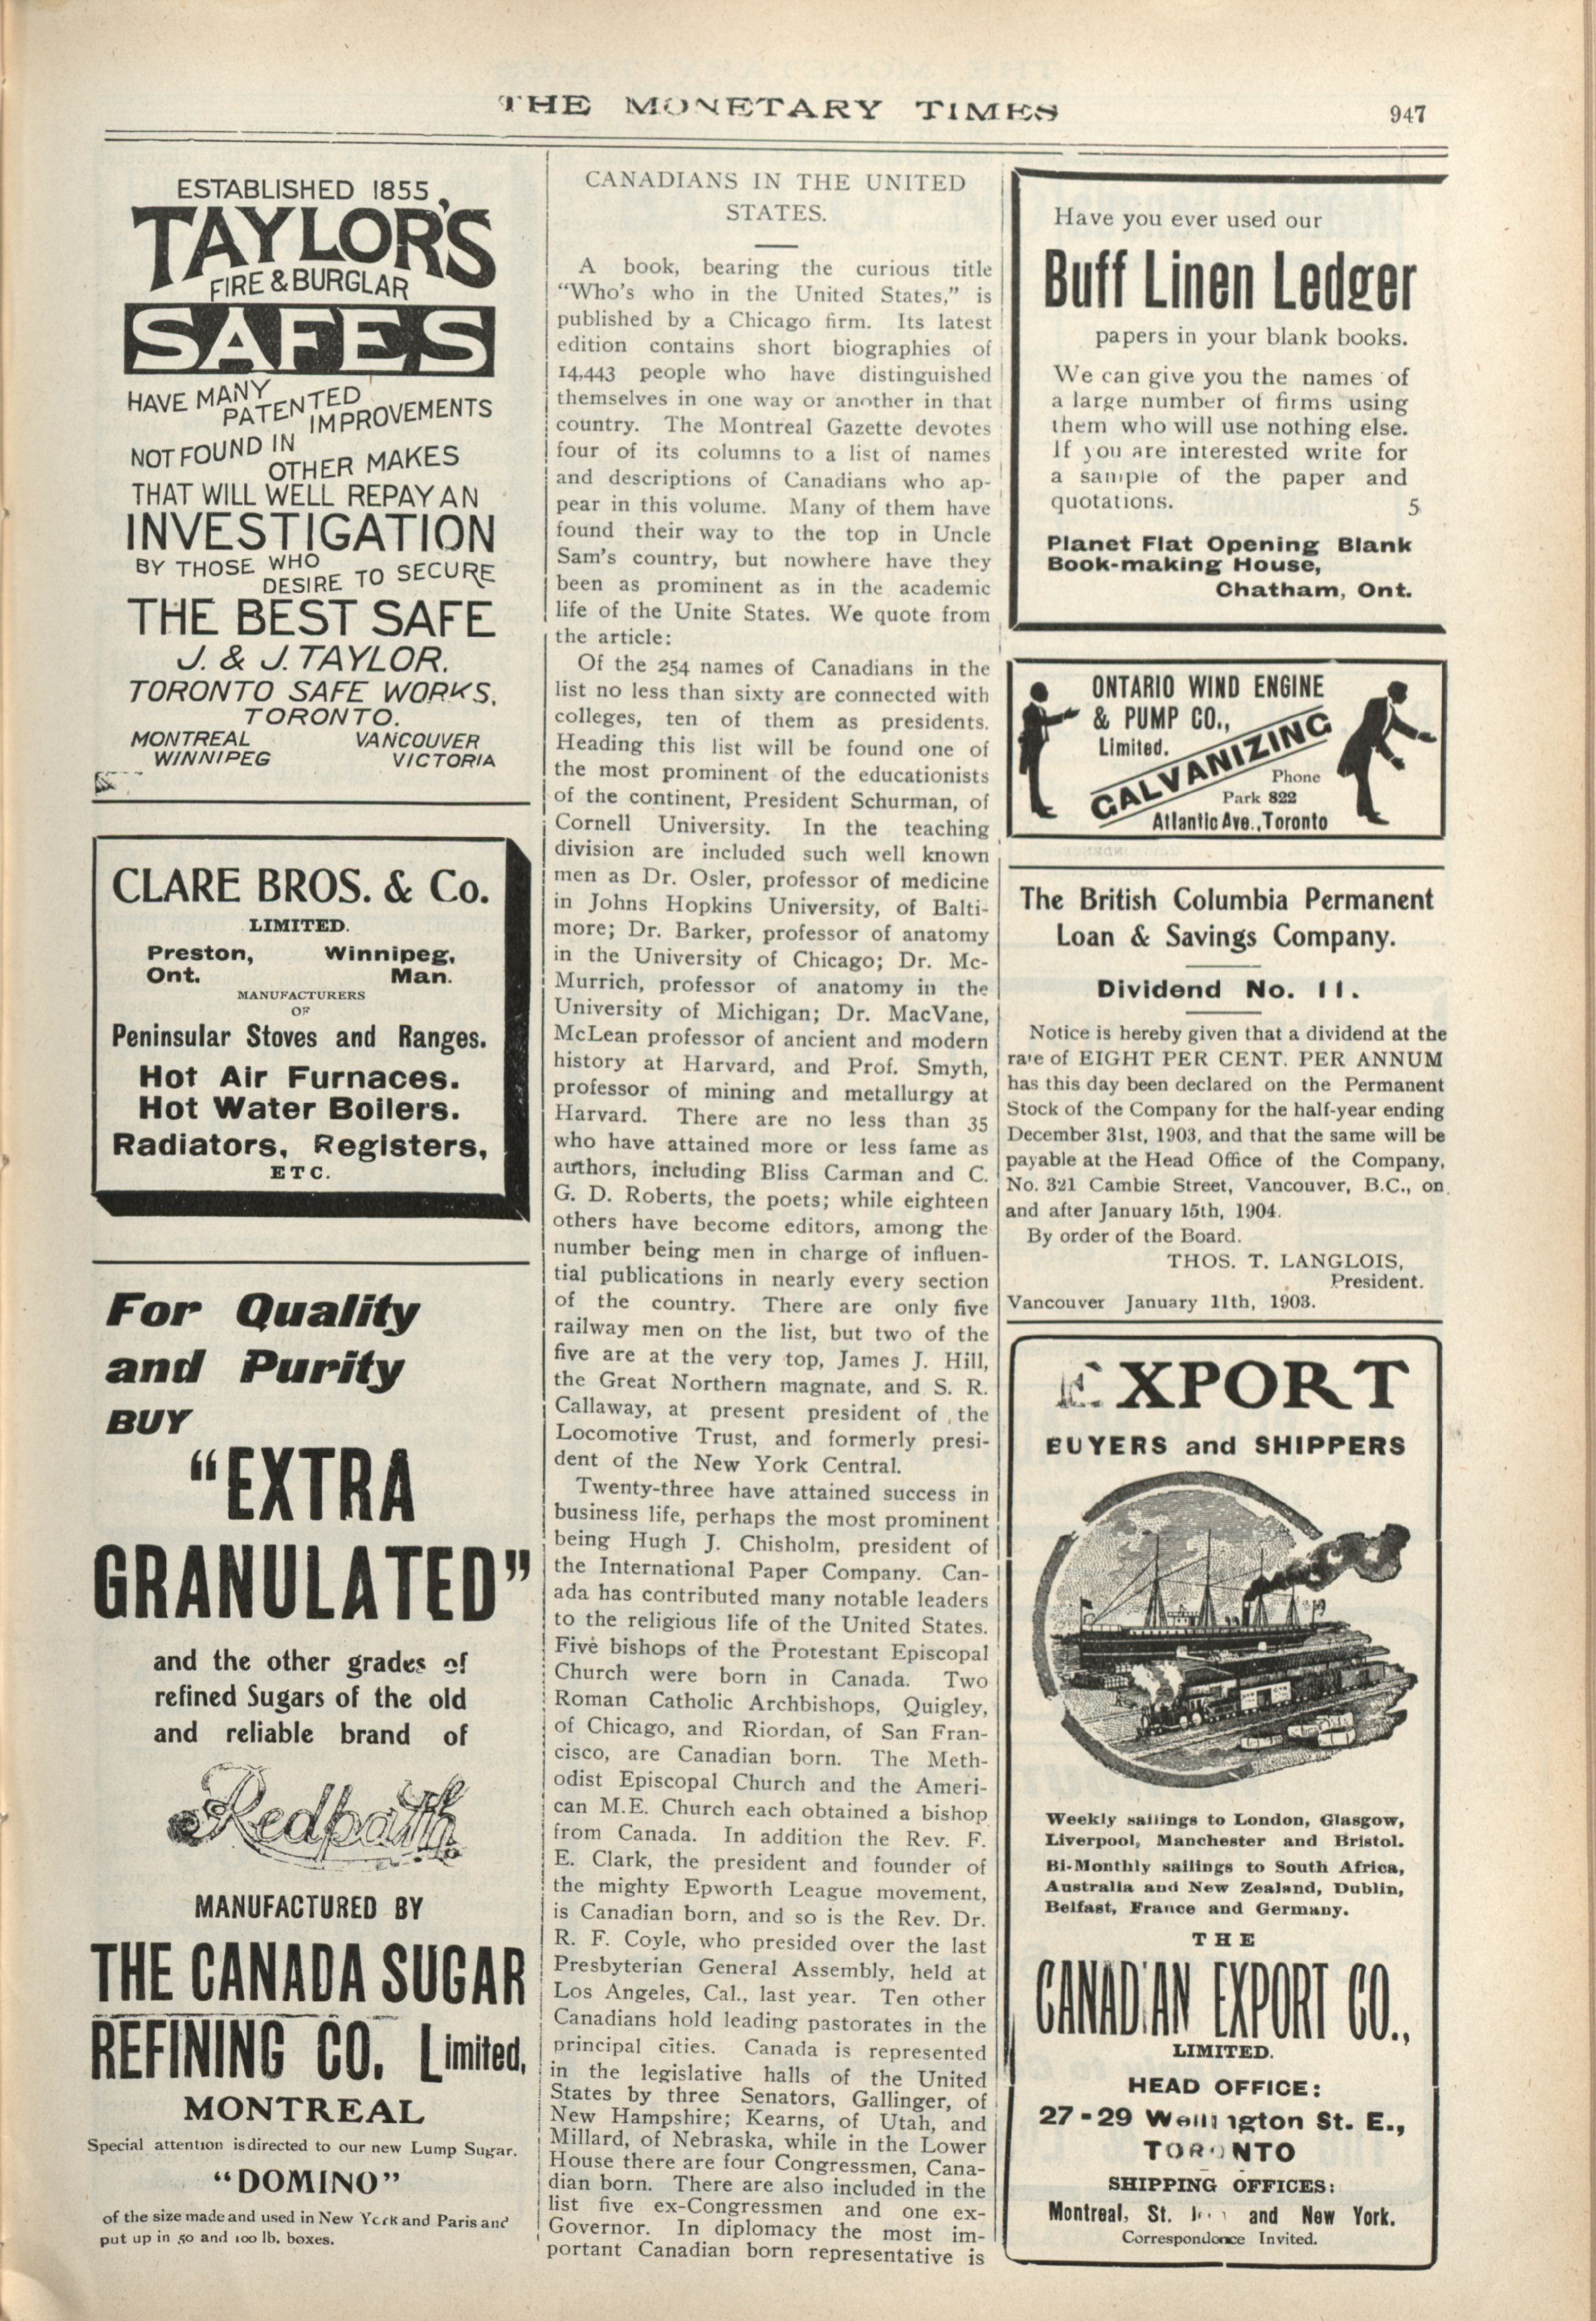 THE MONETARY TIMES
947
ESTABLISHED 1855
TAYLOR'S
FIRE & BURGLAR
SAFES
HAVE MANY
PATENTED
IMPROVEMENTS
NOT FOUND IN
OTHER MAKES
THAT WILL WELL REPAY AN
INVESTIGATION
BY THOSE WHO
DESIRE TO SECURE
THE BEST SAFE
J. & J. TAYLOR.
TORONTO SAFE WORKS,
TORONTO.
MONTREAL VANCOUVER
WINNIPEG VICTORIA
CLARE BROS. & Co.
LIMITED.
Preston, Winnipeg,
Ont. Man.
MANUFACTURERS
OF
Peninsular Stoves and Ranges.
Hot Air Furnaces.
Hot Water Boilers.
Radiators, Registers,
ETC.
For Quality
and Purity
BUY
“EXTRA
GRANULATED”
and the other grades of
refined Sugars of the old
and reliable brand of
Redpath
MANUFACTURED BY
THE CANADA SUGAR
REFINING CO. Limited,
MONTREAL
Special attention is directed to our new Lump Sugar.
“DOMINO”
of the size made and used in New York and Paris and
put up in 50 and 100 lb. boxes.
CANADIANS IN THE UNITED
STATES.
A book, bearing the curious title
“Who's who in the United States,” is
published by a Chicago firm. Its latest
edition contains short biographies of
14,443 people who have distinguished
themselves in one way or another in that
country. The Montreal Gazette devotes
four of its columns to a list of names
and descriptions of Canadians who ap-
pear in this volume. Many of them have
found their way to the top in Uncle
Sam's country, but nowhere have they
been as prominent as in the academic
life of the Unite States. We quote from
the article:
Of the 254 names of Canadians in the
list no less than sixty are connected with
colleges, ten of them as presidents.
Heading this list will be found one of
the most prominent of the educationists
of the continent, President Schurman, of
Cornell University. In the teaching
division are included such well known
men as Dr. Osler, professor of medicine
in Johns Hopkins University, of Balti-
more; Dr. Barker, professor of anatomy
in the University of Chicago; Dr. Mc-
Murrich, professor of anatomy in the
University of Michigan; Dr. MacVane,
McLean professor of ancient and modern
history at Harvard, and Prof. Smyth,
professor of mining and metallurgy at
Harvard. There are no less than 35
who have attained more or less fame as
authors, including Bliss Carman and C.
G. D. Roberts, the poets; while eighteen
others have become editors, among the
number being men in charge of influen-
tial publications in nearly every section
of the country. There are only five
railway men on the list, but two of the
five are at the very top, James J. Hill,
the Great Northern magnate, and S. R.
Callaway, at present president of the
Locomotive Trust, and formerly presi-
dent of the New York Central.
Twenty-three have attained success in
business life, perhaps the most prominent
being Hugh J. Chisholm, president of
the International Paper Company. Can-
ada has contributed many notable leaders
to the religious life of the United States.
Five bishops of the Protestant Episcopal
Church were born in Canada. Two
Roman Catholic Archbishops, Quigley,
of Chicago, and Riordan, of San Fran-
cisco, are Canadian born. The Meth-
odist Episcopal Church and the Ameri-
can M.E. Church each obtained a bishop
from Canada. In addition the Rev. F.
E. Clark, the president and founder of
the mighty Epworth League movement,
is Canadian born, and so is the Rev. Dr.
R. F. Coyle, who presided over the last
Presbyterian General Assembly, held at
Los Angeles, Cal., last year. Ten other
Canadians hold leading pastorates in the
principal cities. Canada is represented
in the legislative halls of the United
States by three Senators, Gallinger, of
New Hampshire; Kearns, of Utah, and
Millard, of Nebraska, while in the Lower
House there are four Congressmen, Cana-
dian born. There are also included in the
list five ex-Congressmen and one ex-
Governor. In diplomacy the most im-
portant Canadian born representative is
Have you ever used our
Buff Linen Ledger
papers in your blank books.
We can give you the names of
a large number of firms using
them who will use nothing else.
If you are interested write for
a sample of the paper and
quotations. 5
Planet Flat Opening Blank
Book-making House,
Chatham, Ont.
ONTARIO WIND ENGINE
& PUMP CO.,
Limited.
GALVANIZING
Phone
Park 822
Atlantic Ave., Toronto
The British Columbia Permanent
Loan & Savings Company.
Dividend No. 11.
Notice is hereby given that a dividend at the
rate of EIGHT PER CENT. PER ANNUM
has this day been declared on the Permanent
Stock of the Company for the half-year ending
December 31st, 1903, and that the same will be
payable at the Head Office of the Company,
No. 321 Cambie Street, Vancouver, B.C., on
and after January 15th, 1904.
By order of the Board.
THOS. T. LANGLOIS,
President.
Vancouver January 11th, 1903.
EXPORT
BUYERS and SHIPPERS
Weekly sailings to London, Glasgow,
Liverpool, Manchester and Bristol.
Bi-Monthly sailings to South Africa,
Australia and New Zealand, Dublin,
Belfast, France and Germany.
THE
CANADIAN EXPORT CO.,
LIMITED.
HEAD OFFICE:
27-29 Wellington St. E.,
TORONTO
SHIPPING OFFICES:
Montreal, St. and New York.
Correspondence Invited.